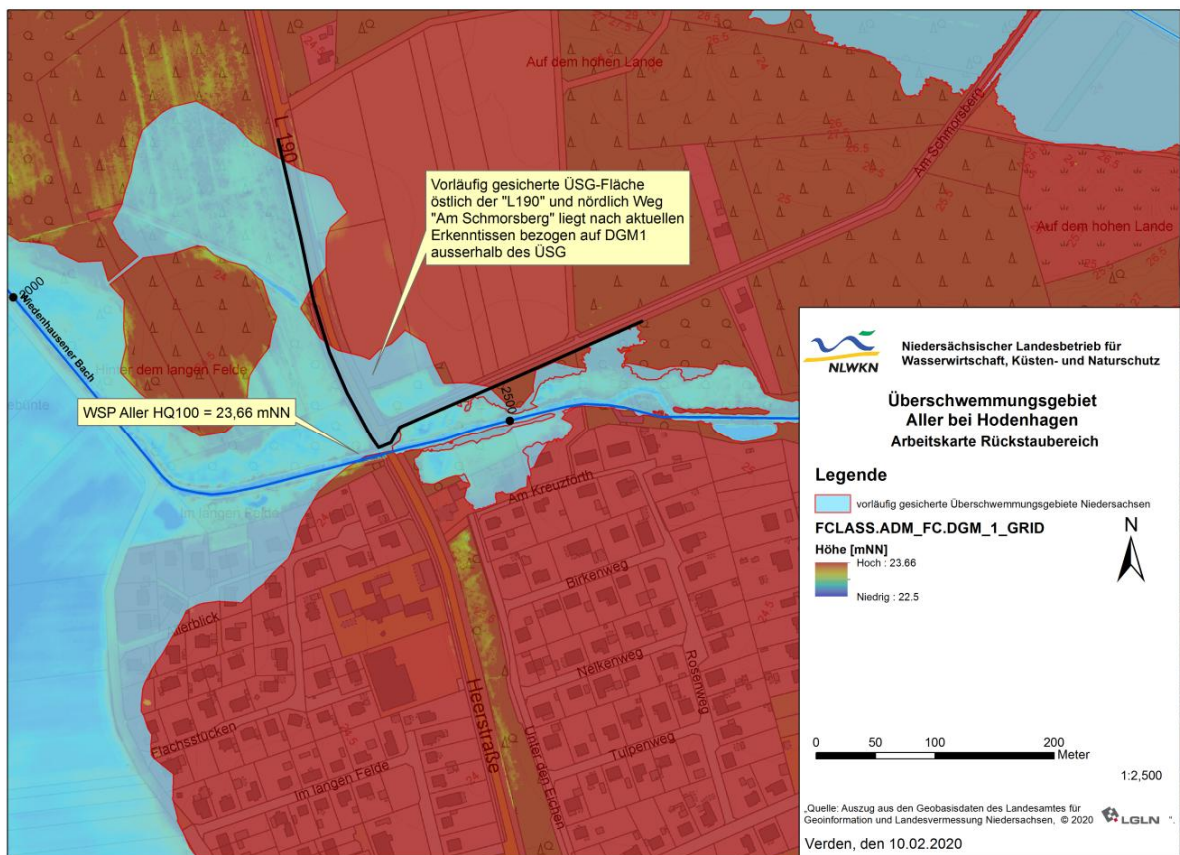 Auf dem hohen Lande
24.5
L 190
Am Schmorsberg
Vorläufig gesicherte ÜSG-Fläche
östlich der "L190" und nördlich Weg
"Am Schmorsberg" liegt nach aktuellen
Erkenntissen bezogen auf DGM1
ausserhalb des ÜSG
Auf dem hohen Lande
2000
Wiedenhausener Bach
Hinter dem langen Felde
WSP Aller HQ100 = 23,66 mNN
2500
Im langen Felde
Am Kreuzförth
Birkenweg
Nelkenweg
Rosenweg
Flachsstücken
Heerstraße
Tulpenweg
Im langen Felde
Unter den Eichen
NLWKN
Niedersächsischer Landesbetrieb für
Wasserwirtschaft, Küsten- und Naturschutz
Überschwemmungsgebiet
Aller bei Hodenhagen
Arbeitskarte Rückstaubereich
Legende
vorläufig gesicherte Überschwemmungsgebiete Niedersachsen
FCLASS.ADM_FC.DGM_1_GRID
Höhe [mNN]
Hoch : 23.66
Niedrig : 22.5
N
0 50 100 200
Meter
1:2,500
„Quelle: Auszug aus den Geobasisdaten des Landesamtes für
Geoinformation und Landesvermessung Niedersachsen, © 2020 LGLN “.
Verden, den 10.02.2020